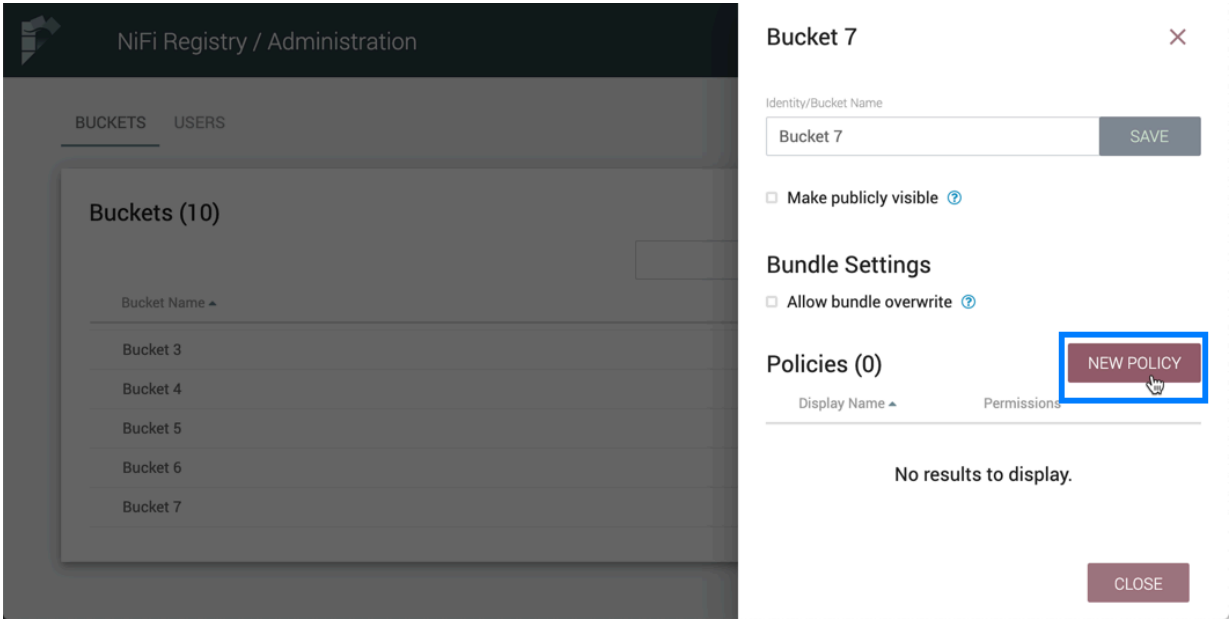 NiFi Registry / Administration
BUCKETS USERS
Buckets (10)
Bucket Name
Bucket 3
Bucket 4
Bucket 5
Bucket 6
Bucket 7
Bucket 7
Identity/Bucket Name
Bucket 7 SAVE
Make publicly visible ?
Bundle Settings
Allow bundle overwrite ?
Policies (0) NEW POLICY
Display Name Permissions
No results to display.
CLOSE